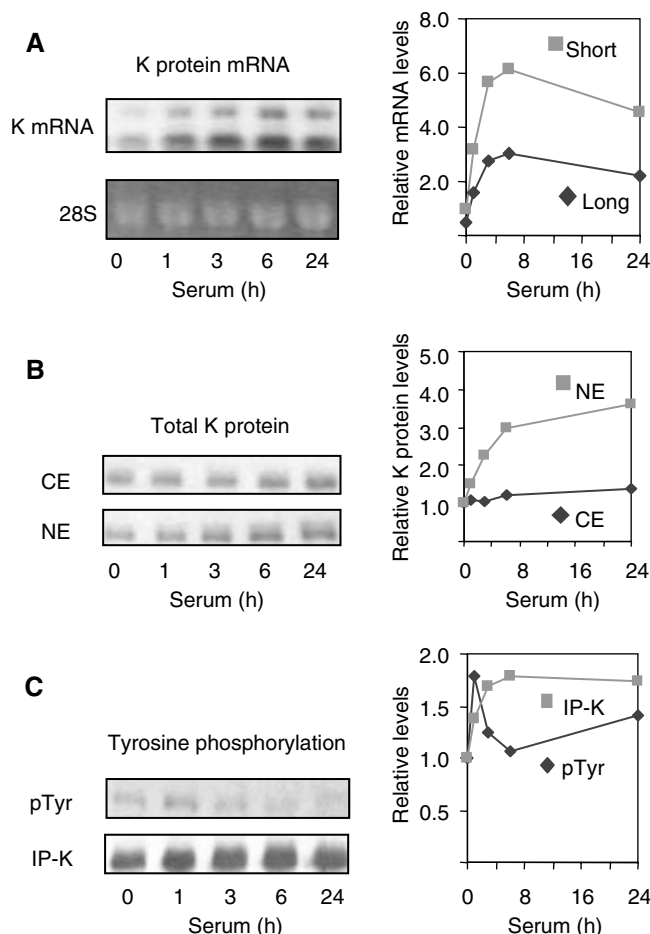 A
K protein mRNA
K mRNA
28S
0 1 3 6 24
Serum (h)
Relative mRNA levels
8.0
6.0
4.0
2.0
Short
Long
0 8 16 24
Serum (h)
B
Total K protein
CE
NE
0 1 3 6 24
Serum (h)
Relative K protein levels
5.0
4.0
3.0
2.0
1.0
NE
CE
0 8 16 24
Serum (h)
C
Tyrosine phosphorylation
pTyr
IP-K
0 1 3 6 24
Serum (h)
Relative levels
2.0
1.5
1.0
0.5
IP-K
pTyr
0 8 16 24
Serum (h)